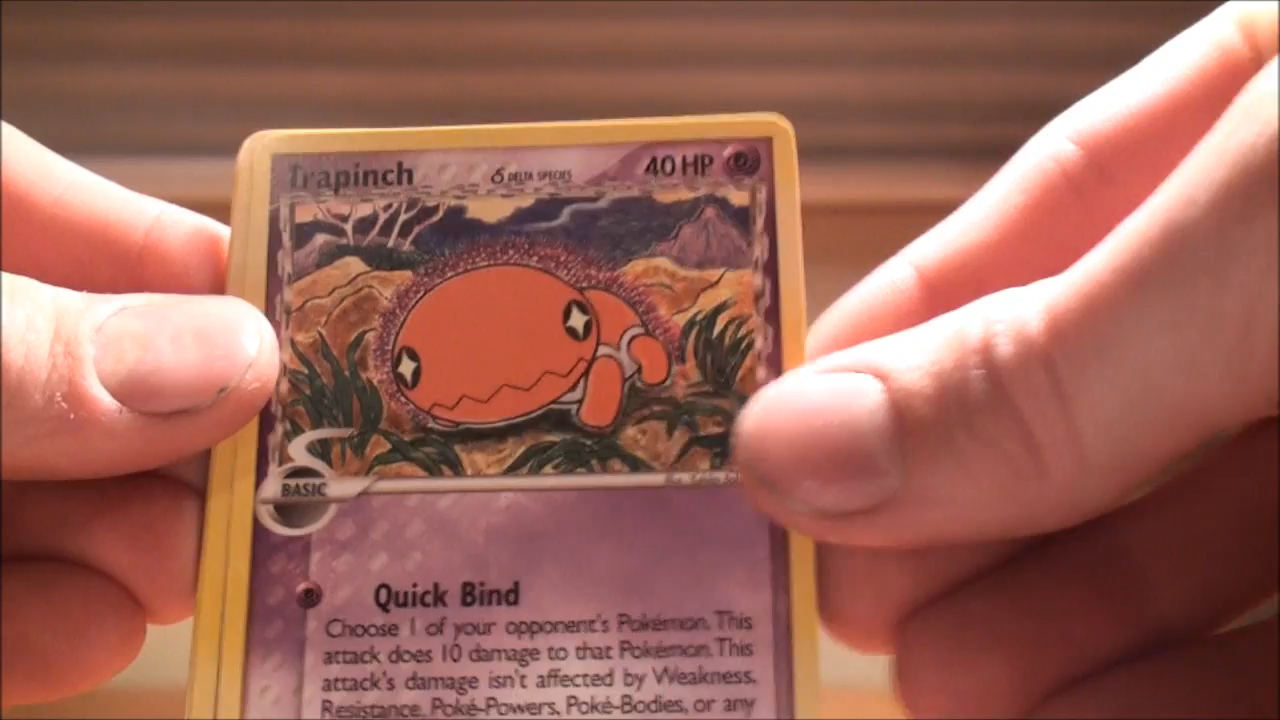 Trapinch δ DELTA SPECIES 40 HP
BASIC
Quick Bind
Choose 1 of your opponent's Pokémon. This
attack does 10 damage to that Pokémon. This
attack's damage isn't affected by Weakness,
Resistance, Poké-Powers, Poké-Bodies, or any